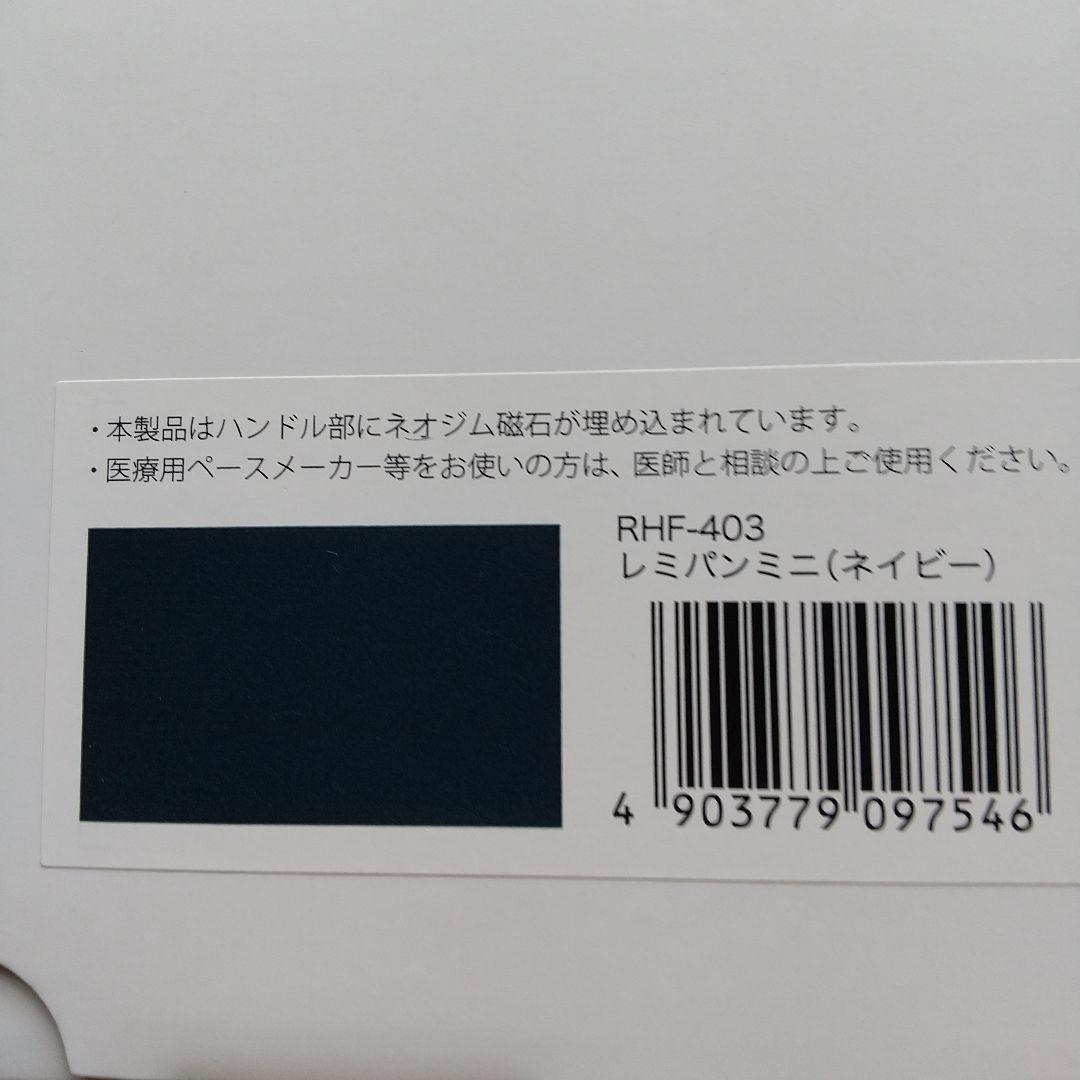 ・本製品はハンドル部にネオジム磁石が埋め込まれています。
・医療用ペースメーカー等をお使いの方は、医師と相談の上ご使用ください。
RHF-403
レミパンミニ(ネイビー)
4 903779 097546